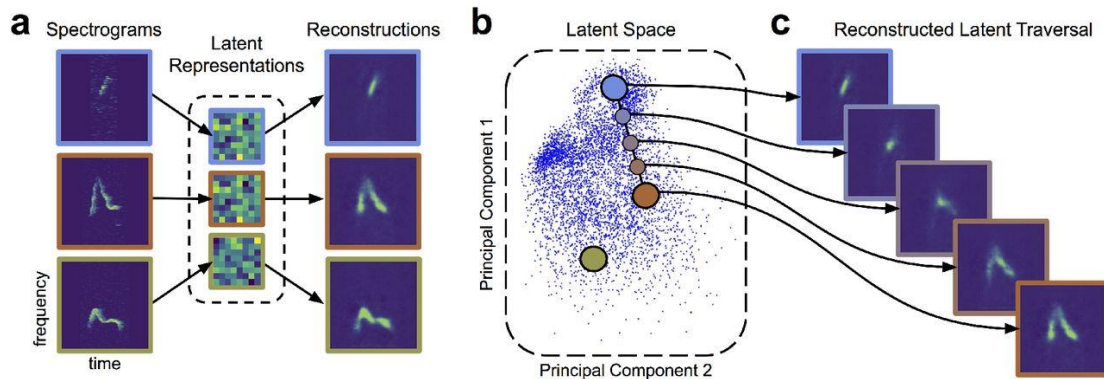 a
Spectrograms
Latent
Representations
Reconstructions
frequency
time
b
Latent Space
Principal Component 1
Principal Component 2
c
Reconstructed Latent Traversal